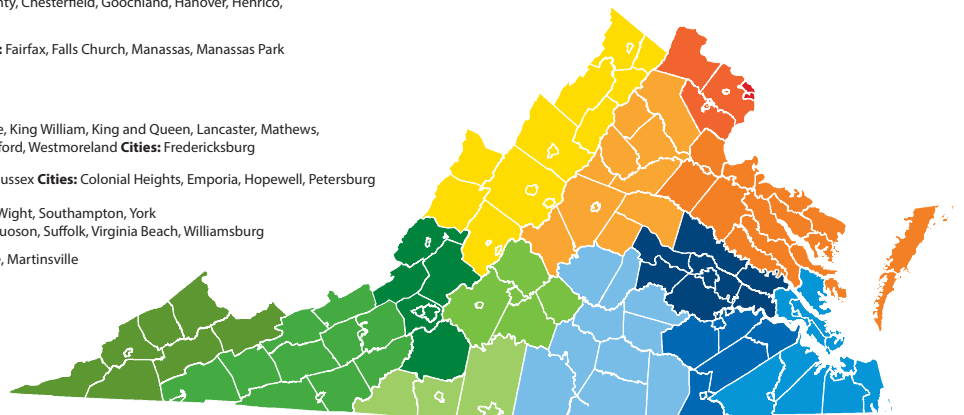 nty, Chesterfield, Goochland, Hanover, Henrico,
: Fairfax, Falls Church, Manassas, Manassas Park
e, King William, King and Queen, Lancaster, Mathews,
ford, Westmoreland Cities: Fredericksburg
ussex Cities: Colonial Heights, Emporia, Hopewell, Petersburg
Wight, Southampton, York
quoson, Suffolk, Virginia Beach, Williamsburg
e, Martinsville